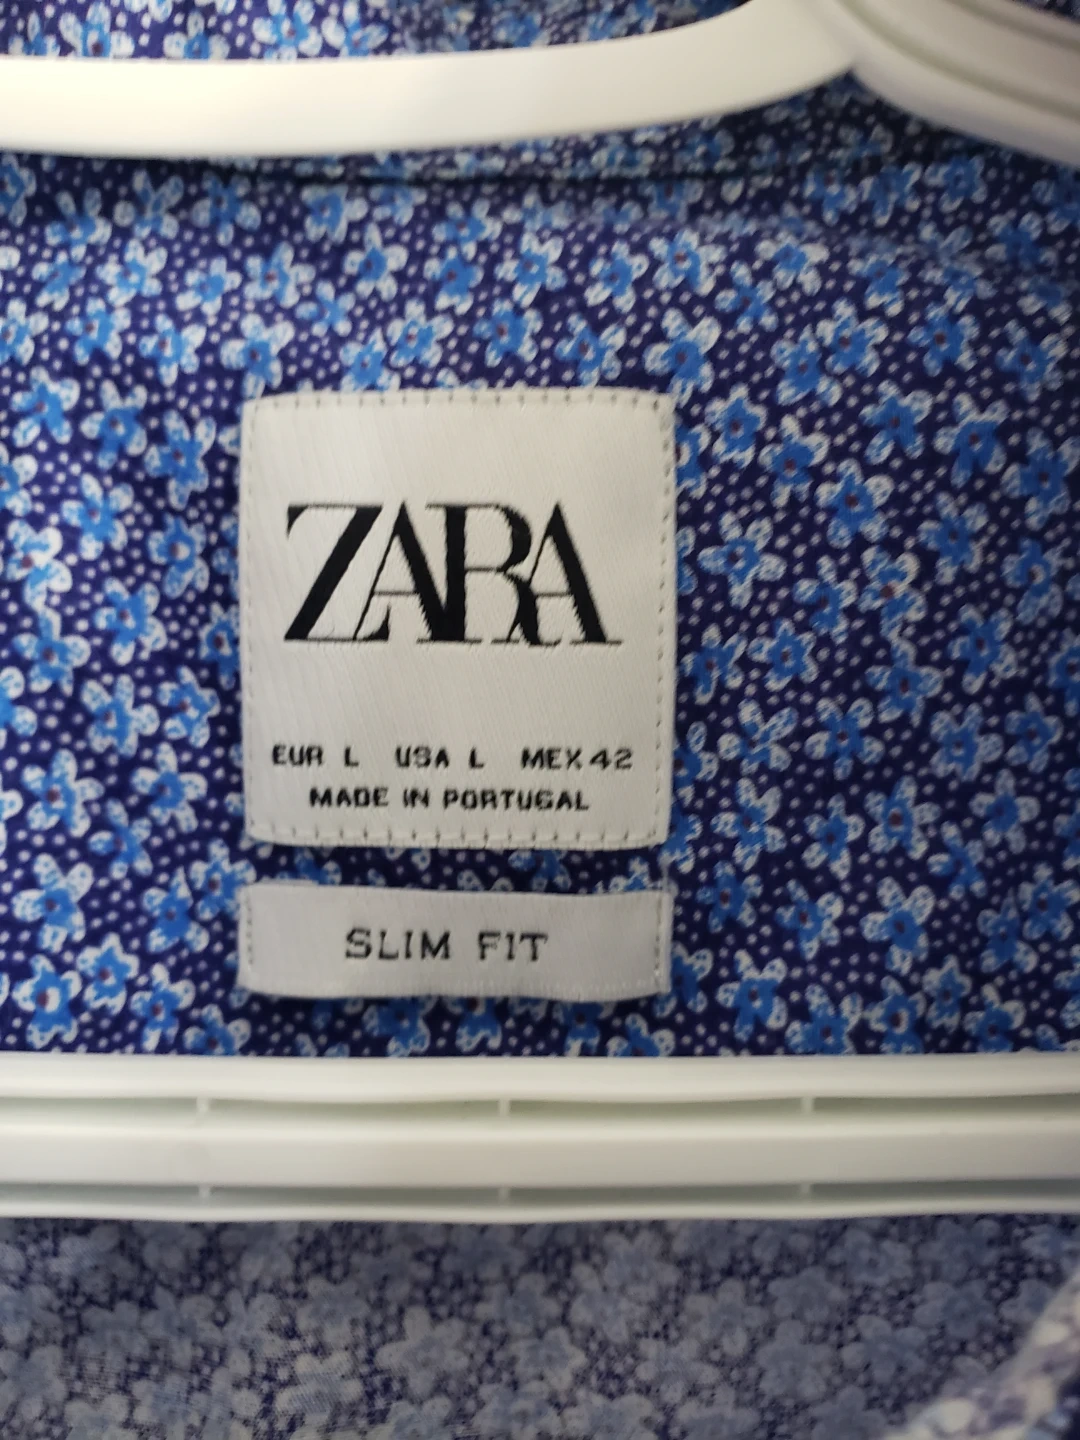 ZARA
EUR L USA L MEX 42
MADE IN PORTUGAL
SLIM FIT